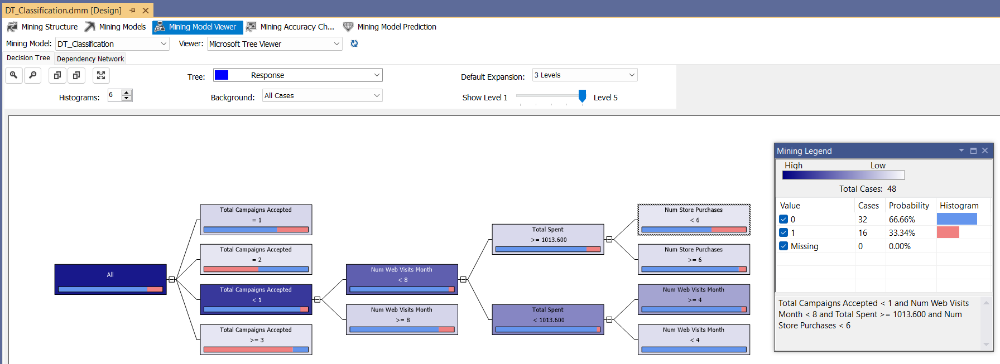 DT_Classification.dmm [Design]
Mining Structure
Mining Models
Mining Model Viewer
Mining Accuracy Ch...
Mining Model Prediction
Mining Model: DT_Classification
Viewer: Microsoft Tree Viewer
Decision Tree
Dependency Network
Tree: Response
Default Expansion: 3 Levels
Histograms: 6
Background: All Cases
Show Level 1
Level 5
All
Total Campaigns Accepted
= 1
Total Campaigns Accepted
= 2
Total Campaigns Accepted
< 1
Total Campaigns Accepted
>= 3
Num Web Visits Month
< 8
Num Web Visits Month
>= 8
Total Spent
>= 1013.600
Total Spent
< 1013.600
Num Store Purchases
< 6
Num Store Purchases
>= 6
Num Web Visits Month
>= 4
Num Web Visits Month
< 4
Mining Legend
High Low
Total Cases: 48
Value Cases Probability Histogram
0 32 66.66%
1 16 33.34%
Missing 0 0.00%
Total Campaigns Accepted < 1 and Num Web Visits
Month < 8 and Total Spent >= 1013.600 and Num
Store Purchases < 6